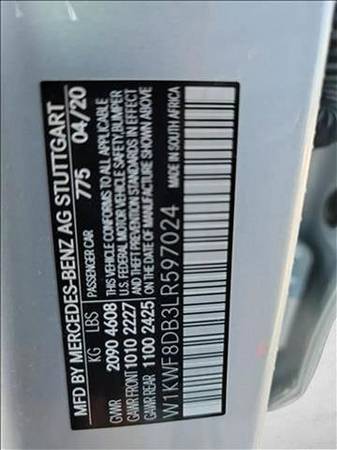 MFD BY MERCEDES-BENZ AG STUTTGART
PASSENGER CAR 775 04/20
KG LBS THIS VEHICLE CONFORMS TO ALL APPLICABLE
GVWR 2090 4608 U.S. FEDERAL MOTOR VEHICLE SAFETY, BUMPER
GAWR FRONT 1010 2227 AND THEFT PREVENTION STANDARDS IN EFFECT
GAWR REAR 1100 2425 ON THE DATE OF MANUFACTURE SHOWN ABOVE
MADE IN SOUTH AFRICA
W1KWF8DB3LR597024